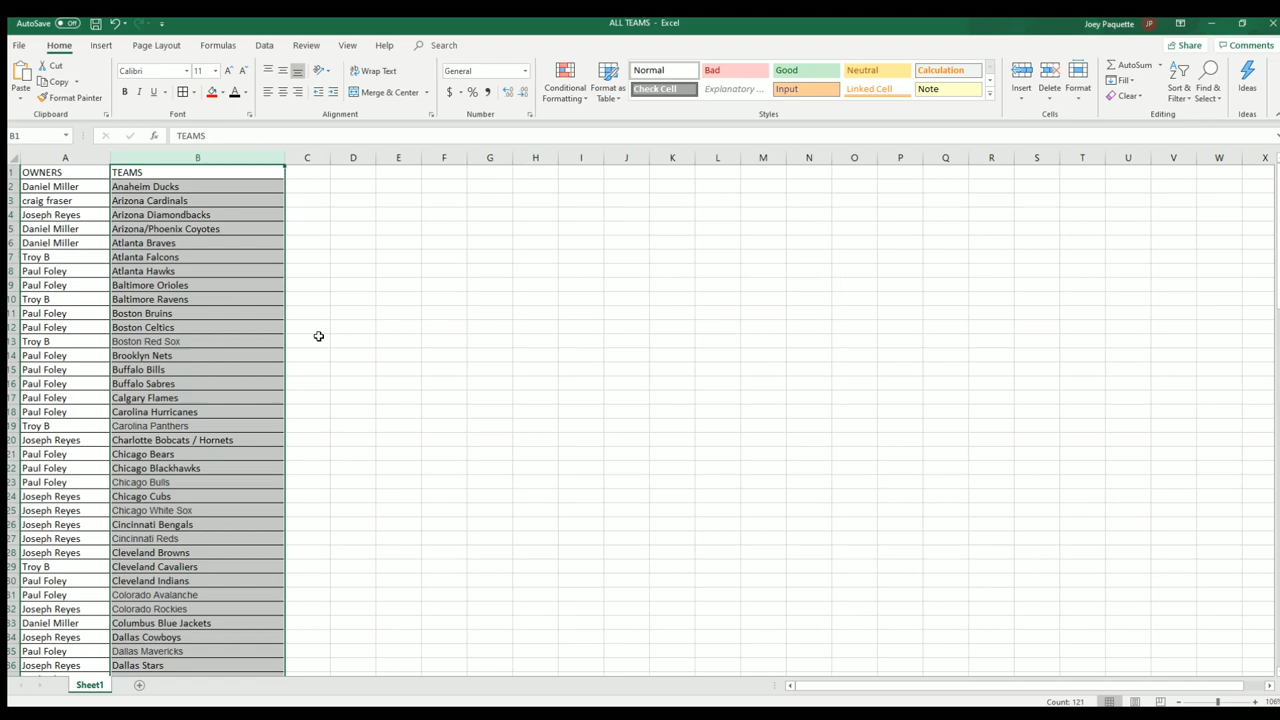 AutoSave Off ALL TEAMS - Excel Joey Paquette JP
File Home Insert Page Layout Formulas Data Review View Help Search Share Comments
Paste Cut Copy Format Painter Clipboard
Calibri 11 B I U A A A Font
Wrap Text Merge & Center Alignment
General $ % , Number
Conditional Formatting Format as Table
Normal Bad Good Neutral Calculation
Check Cell Explanatory ... Input Linked Cell Note
Styles
Insert Delete Format Cells
AutoSum Fill Clear Sort & Filter Find & Select Editing
Ideas Ideas
B1 fx TEAMS
A B C D E F G H I J K L M N O P Q R S T U V W X
1 OWNERS TEAMS
2 Daniel Miller Anaheim Ducks
3 craig fraser Arizona Cardinals
4 Joseph Reyes Arizona Diamondbacks
5 Daniel Miller Arizona/Phoenix Coyotes
6 Daniel Miller Atlanta Braves
7 Troy B Atlanta Falcons
8 Paul Foley Atlanta Hawks
9 Paul Foley Baltimore Orioles
10 Troy B Baltimore Ravens
11 Paul Foley Boston Bruins
12 Paul Foley Boston Celtics
13 Troy B Boston Red Sox
14 Paul Foley Brooklyn Nets
15 Paul Foley Buffalo Bills
16 Paul Foley Buffalo Sabres
17 Paul Foley Calgary Flames
18 Paul Foley Carolina Hurricanes
19 Troy B Carolina Panthers
20 Joseph Reyes Charlotte Bobcats / Hornets
21 Paul Foley Chicago Bears
22 Paul Foley Chicago Blackhawks
23 Paul Foley Chicago Bulls
24 Joseph Reyes Chicago Cubs
25 Joseph Reyes Chicago White Sox
26 Joseph Reyes Cincinnati Bengals
27 Joseph Reyes Cincinnati Reds
28 Joseph Reyes Cleveland Browns
29 Troy B Cleveland Cavaliers
30 Paul Foley Cleveland Indians
31 Paul Foley Colorado Avalanche
32 Joseph Reyes Colorado Rockies
33 Daniel Miller Columbus Blue Jackets
34 Joseph Reyes Dallas Cowboys
35 Paul Foley Dallas Mavericks
36 Joseph Reyes Dallas Stars
Sheet1
Count: 121